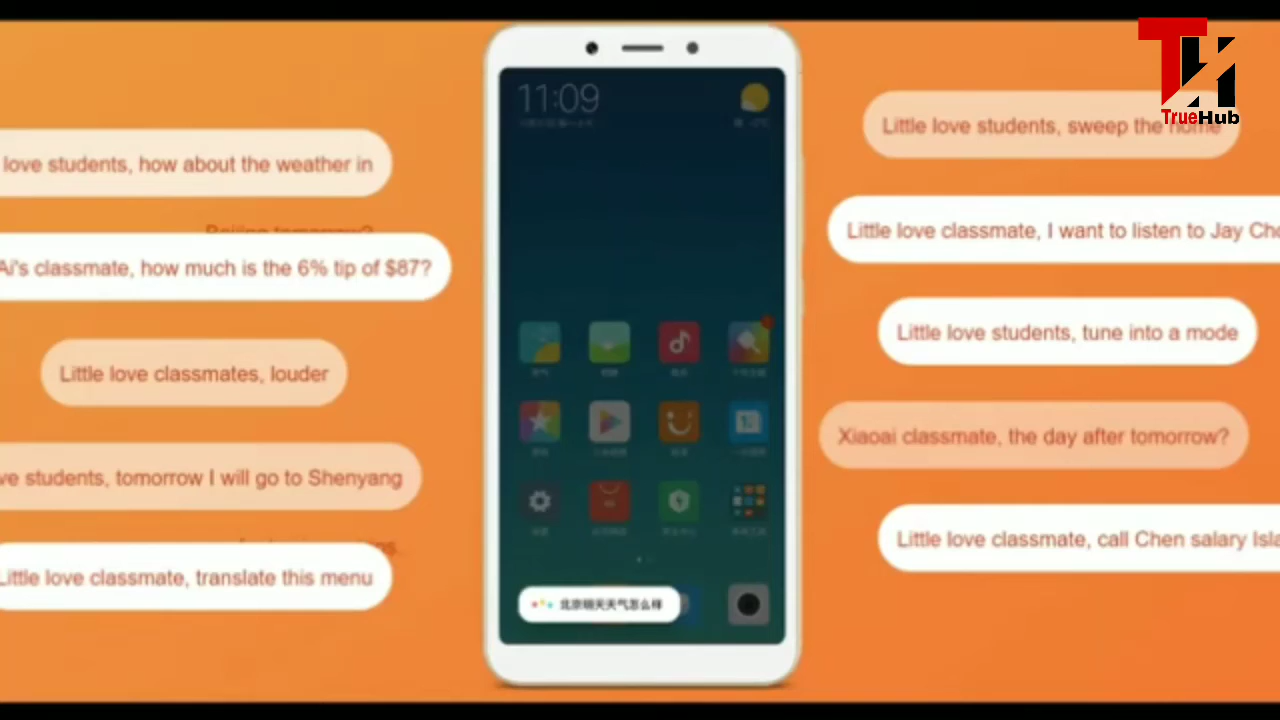 TrueHub
11:09
love students, how about the weather in
Beijing tomorrow?
Ai's classmate, how much is the 6% tip of $87?
Little love classmates, louder
ve students, tomorrow I will go to Shenyang
Little love classmate, translate this menu
北京明天天气怎么样
Little love students, sweep the home
Little love classmate, I want to listen to Jay Cho
Little love students, tune into a mode
Xiaoai classmate, the day after tomorrow?
Little love classmate, call Chen salary Isla